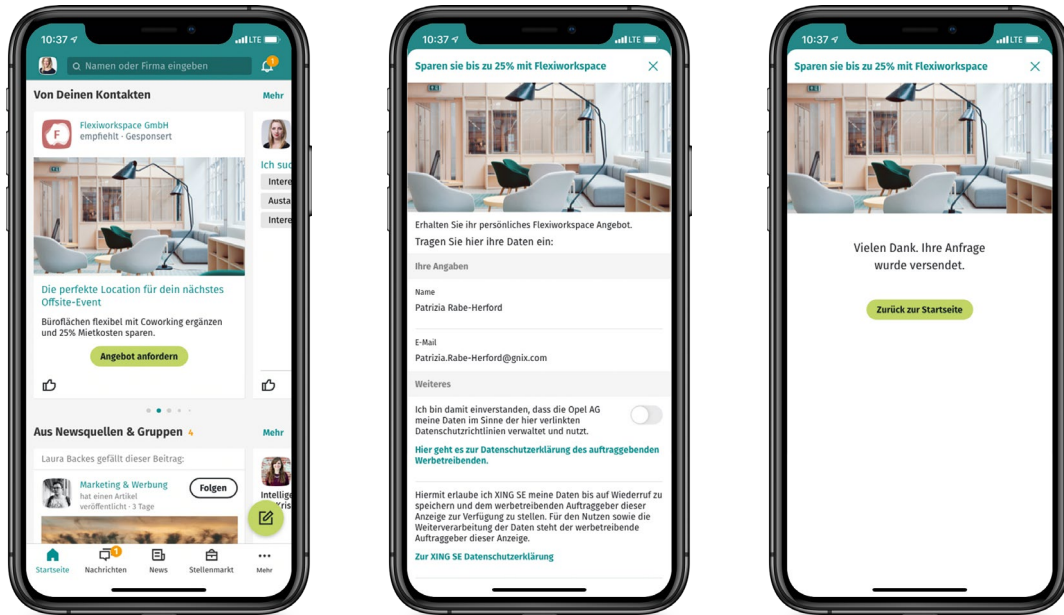 10:37
LTE
Namen oder Firma eingeben
1
Von Deinen Kontakten
Mehr
F
Flexiworkspace GmbH
empfiehlt · Gesponsert
Die perfekte Location für dein nächstes
Offsite-Event
Büroflächen flexibel mit Coworking ergänzen
und 25% Mietkosten sparen.
Angebot anfordern
Ich suc
Intere
Austa
Intere
Aus Newsquellen & Gruppen 4
Mehr
Laura Backes gefällt dieser Beitrag:
Marketing & Werbung
hat einen Artikel
veröffentlicht · 3 Tage
Folgen
Intellige
Kris
Startseite
1
Nachrichten
News
Stellenmarkt
Mehr
10:37
LTE
Sparen sie bis zu 25% mit Flexiworkspace
Erhalten Sie ihr persönliches Flexiworkspace Angebot.
Tragen Sie hier ihre Daten ein:
Ihre Angaben
Name
Patrizia Rabe-Herford
E-Mail
Patrizia.Rabe-Herford@gnix.com
Weiteres
Ich bin damit einverstanden, dass die Opel AG
meine Daten im Sinne der hier verlinkten
Datenschutzrichtlinien verwaltet und nutzt.
Hier geht es zur Datenschutzerklärung des auftraggebenden
Werbetreibenden.
Hiermit erlaube ich XING SE meine Daten bis auf Wiederruf zu
speichern und dem werbetreibenden Auftraggeber dieser
Anzeige zur Verfügung zu stellen. Für den Nutzen sowie die
Weiterverarbeitung der Daten steht der werbetreibende
Auftraggeber dieser Anzeige.
Zur XING SE Datenschutzerklärung
10:37
LTE
Sparen sie bis zu 25% mit Flexiworkspace
Vielen Dank. Ihre Anfrage
wurde versendet.
Zurück zur Startseite